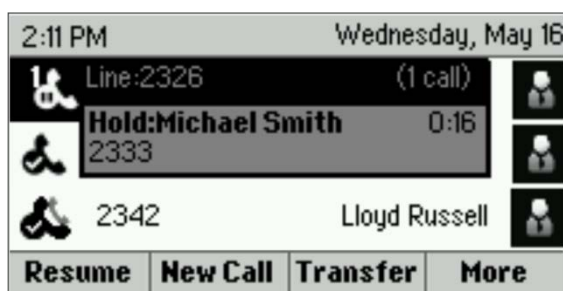 2:11 PM Wednesday, May 16
1 Line:2326 (1 call)
Hold:Michael Smith 0:16
2333
2342 Lloyd Russell
Resume New Call Transfer More